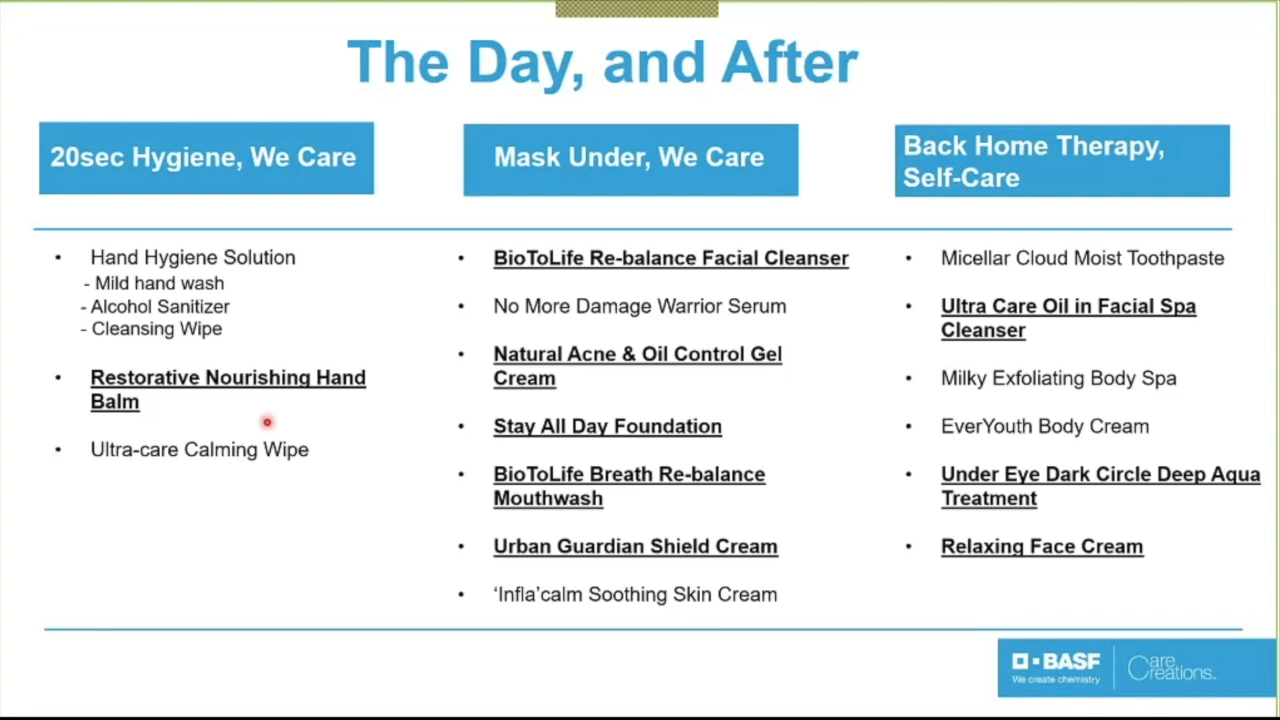 The Day, and After
20sec Hygiene, We Care
Mask Under, We Care
Back Home Therapy,
Self-Care
• Hand Hygiene Solution
- Mild hand wash
- Alcohol Sanitizer
- Cleansing Wipe
• Restorative Nourishing Hand
Balm
• Ultra-care Calming Wipe
• BioToLife Re-balance Facial Cleanser
• No More Damage Warrior Serum
• Natural Acne & Oil Control Gel
Cream
• Stay All Day Foundation
• BioToLife Breath Re-balance
Mouthwash
• Urban Guardian Shield Cream
• ‘Infla’calm Soothing Skin Cream
• Micellar Cloud Moist Toothpaste
• Ultra Care Oil in Facial Spa
Cleanser
• Milky Exfoliating Body Spa
• EverYouth Body Cream
• Under Eye Dark Circle Deep Aqua
Treatment
• Relaxing Face Cream
BASF
We create chemistry
Care
Creations.